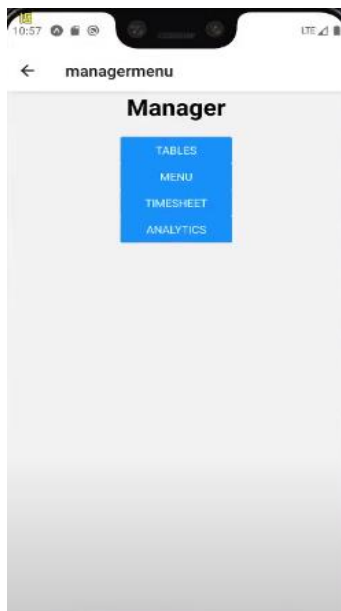 10:57 LTE
managermenu
Manager
TABLES
MENU
TIMESHEET
ANALYTICS